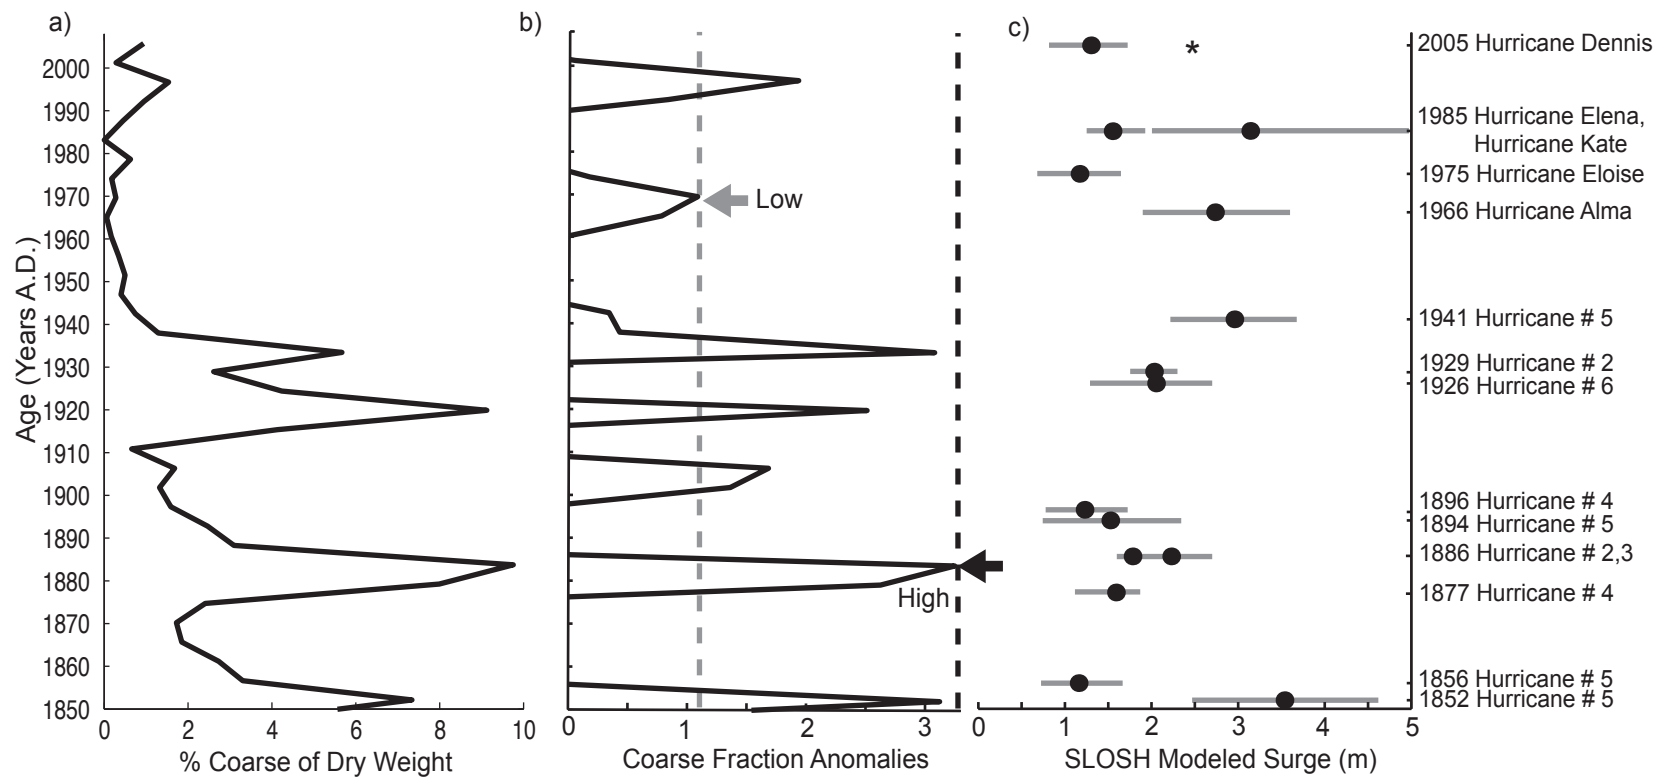 a)
2000
1990
1980
1970
1960
1950
1940
1930
1920
1910
1900
1890
1880
1870
1860
1850
Age (Years A.D.)
0 2 4 6 8 10
% Coarse of Dry Weight
b)
Low
High
0 1 2 3
Coarse Fraction Anomalies
c)
*
0 1 2 3 4 5
SLOSH Modeled Surge (m)
2005 Hurricane Dennis
1985 Hurricane Elena,
Hurricane Kate
1975 Hurricane Eloise
1966 Hurricane Alma
1941 Hurricane # 5
1929 Hurricane # 2
1926 Hurricane # 6
1896 Hurricane # 4
1894 Hurricane # 5
1886 Hurricane # 2,3
1877 Hurricane # 4
1856 Hurricane # 5
1852 Hurricane # 5